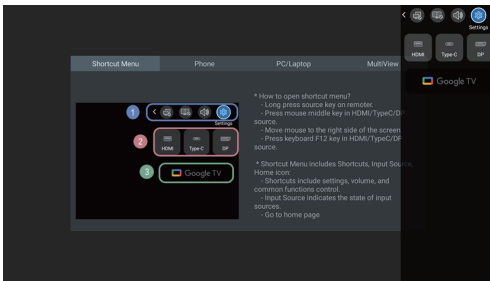 Settings
HDMI Type-C DP
Google TV
Shortcut Menu Phone PC/Laptop MultiView
1
Settings
2
HDMI Type-C DP
3 Google TV
* How to open shortcut menu?
- Long press source key on remoter.
- Press mouse middle key in HDMI/TypeC/DP
source.
- Move mouse to the right side of the screen
- Press keyboard F12 key in HDMI/TypeC/DP
source.
* Shortcut Menu includes Shortcuts, Input Source,
Home icon:
- Shortcuts include settings, volume, and
common functions control.
- Input Source indicates the state of input
sources.
- Go to home page